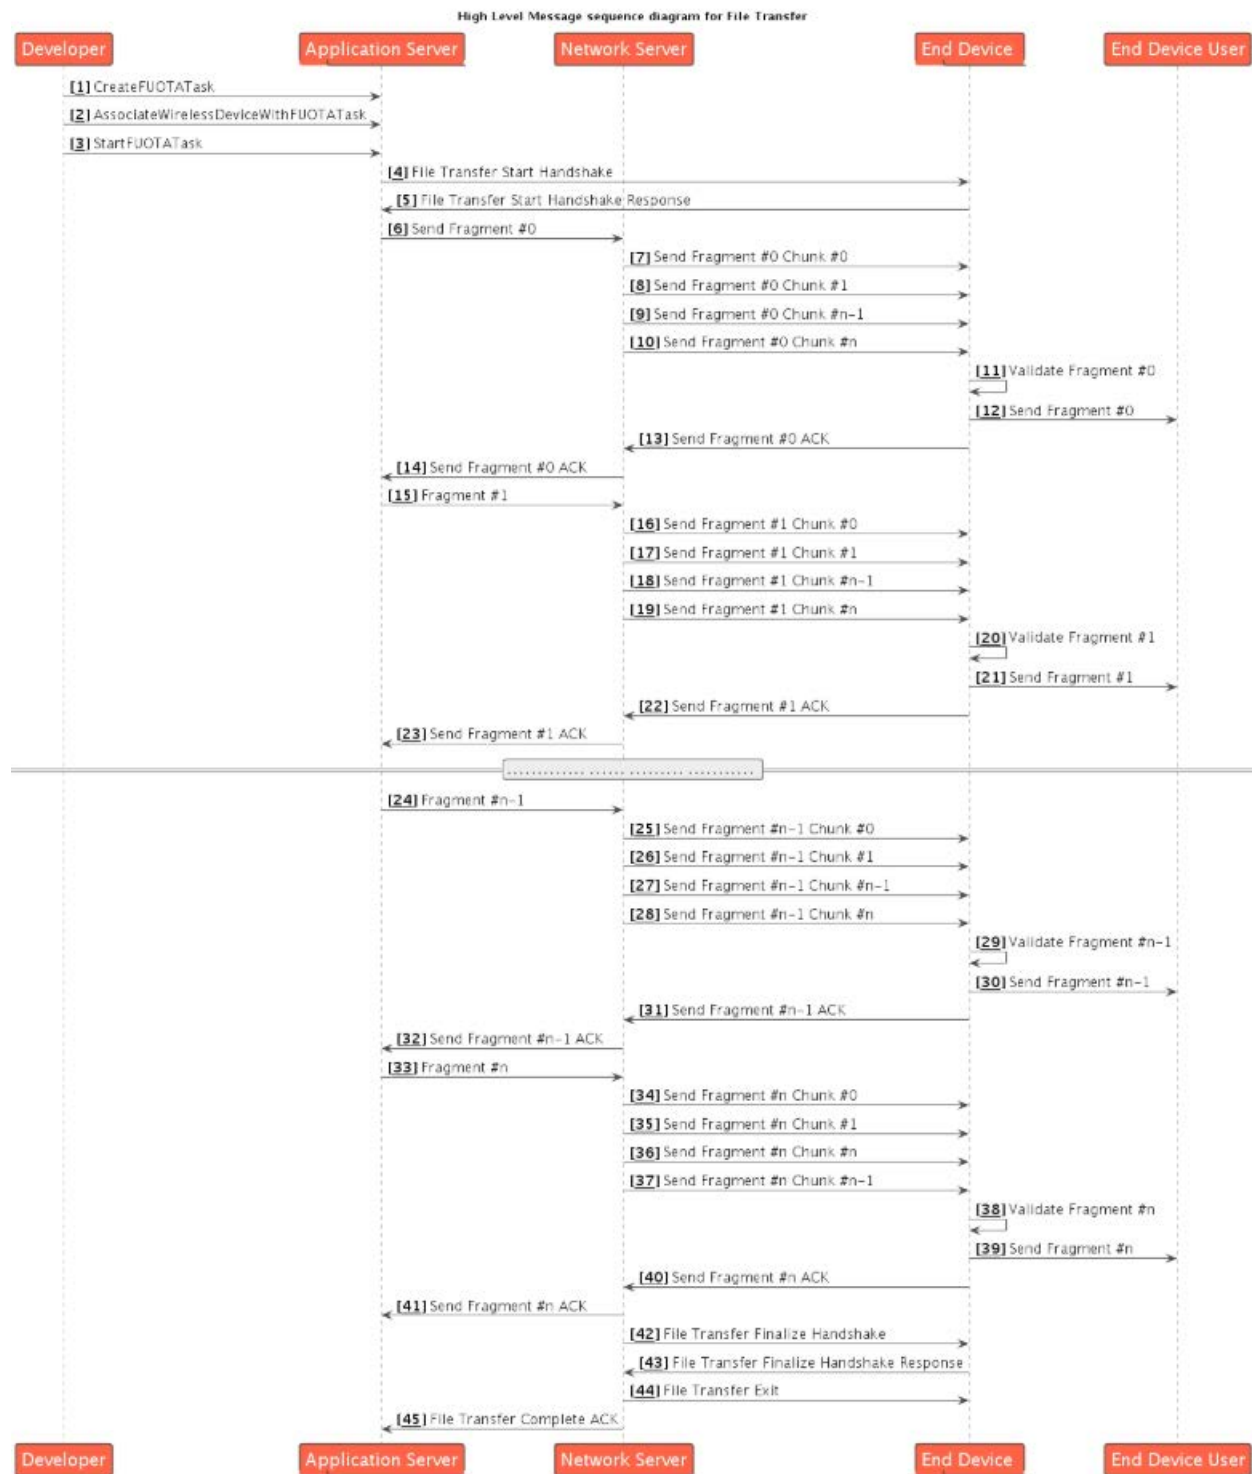 High Level Message sequence diagram for File Transfer
Developer Application Server Network Server End Device End Device User
[1] CreateFUOTATask
[2] AssociateWirelessDeviceWithFUOTATask
[3] StartFUOTATask
[4] File Transfer Start Handshake
[5] File Transfer Start Handshake Response
[6] Send Fragment #0
[7] Send Fragment #0 Chunk #0
[8] Send Fragment #0 Chunk #1
[9] Send Fragment #0 Chunk #n-1
[10] Send Fragment #0 Chunk #n
[11] Validate Fragment #0
[12] Send Fragment #0
[13] Send Fragment #0 ACK
[14] Send Fragment #0 ACK
[15] Fragment #1
[16] Send Fragment #1 Chunk #0
[17] Send Fragment #1 Chunk #1
[18] Send Fragment #1 Chunk #n-1
[19] Send Fragment #1 Chunk #n
[20] Validate Fragment #1
[21] Send Fragment #1
[22] Send Fragment #1 ACK
[23] Send Fragment #1 ACK
............. ...... ......... ...........
[24] Fragment #n-1
[25] Send Fragment #n-1 Chunk #0
[26] Send Fragment #n-1 Chunk #1
[27] Send Fragment #n-1 Chunk #n-1
[28] Send Fragment #n-1 Chunk #n
[29] Validate Fragment #n-1
[30] Send Fragment #n-1
[31] Send Fragment #n-1 ACK
[32] Send Fragment #n-1 ACK
[33] Fragment #n
[34] Send Fragment #n Chunk #0
[35] Send Fragment #n Chunk #1
[36] Send Fragment #n Chunk #n
[37] Send Fragment #n Chunk #n-1
[38] Validate Fragment #n
[39] Send Fragment #n
[40] Send Fragment #n ACK
[41] Send Fragment #n ACK
[42] File Transfer Finalize Handshake
[43] File Transfer Finalize Handshake Response
[44] File Transfer Exit
[45] File Transfer Complete ACK
Developer Application Server Network Server End Device End Device User